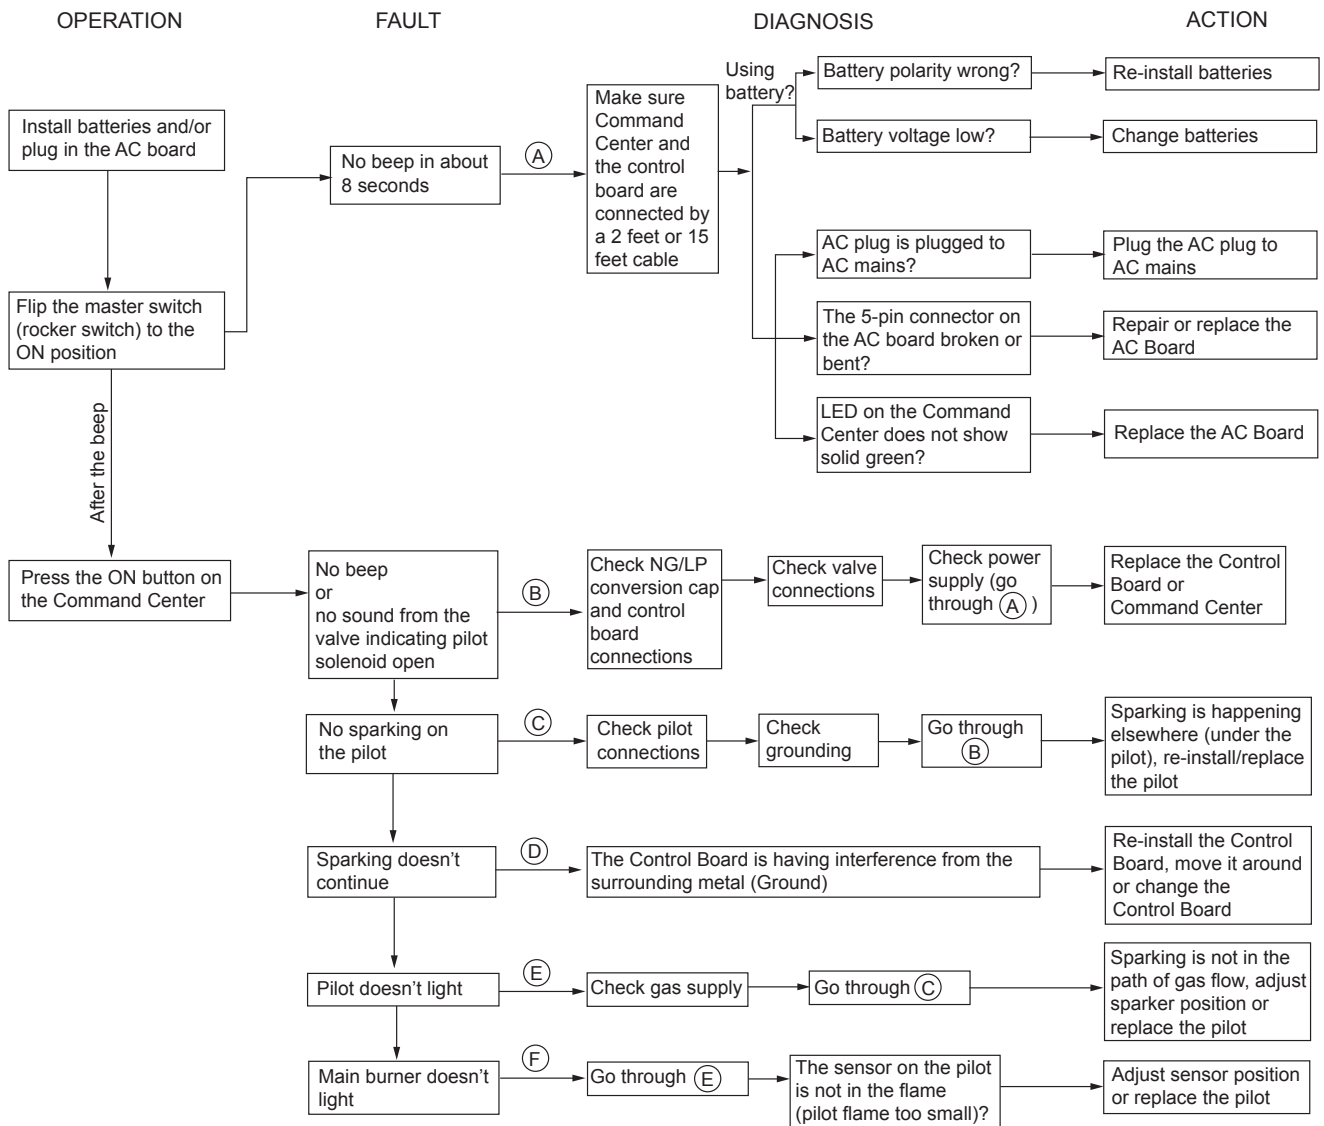 OPERATION
FAULT
DIAGNOSIS
ACTION
Install batteries and/or
plug in the AC board
Flip the master switch
(rocker switch) to the
ON position
After the beep
No beep in about
8 seconds
A
Make sure
Command
Center and
the control
board are
connected by
a 2 feet or 15
feet cable
Using
battery?
Battery polarity wrong?
Re-install batteries
Battery voltage low?
Change batteries
AC plug is plugged to
AC mains?
Plug the AC plug to
AC mains
The 5-pin connector on
the AC board broken or
bent?
Repair or replace the
AC Board
LED on the Command
Center does not show
solid green?
Replace the AC Board
Press the ON button on
the Command Center
No beep
or
no sound from the
valve indicating pilot
solenoid open
B
Check NG/LP
conversion cap
and control
board
connections
Check valve
connections
Check power
supply (go
through A )
Replace the Control
Board or
Command Center
No sparking on
the pilot
C
Check pilot
connections
Check
grounding
Go through
B
Sparking is happening
elsewhere (under the
pilot), re-install/replace
the pilot
Sparking doesn't
continue
D
The Control Board is having interference from the
surrounding metal (Ground)
Re-install the Control
Board, move it around
or change the
Control Board
Pilot doesn't light
E
Check gas supply
Go through C
Sparking is not in the
path of gas flow, adjust
sparker position or
replace the pilot
Main burner doesn't
light
F
Go through E
The sensor on the pilot
is not in the flame
(pilot flame too small)?
Adjust sensor position
or replace the pilot